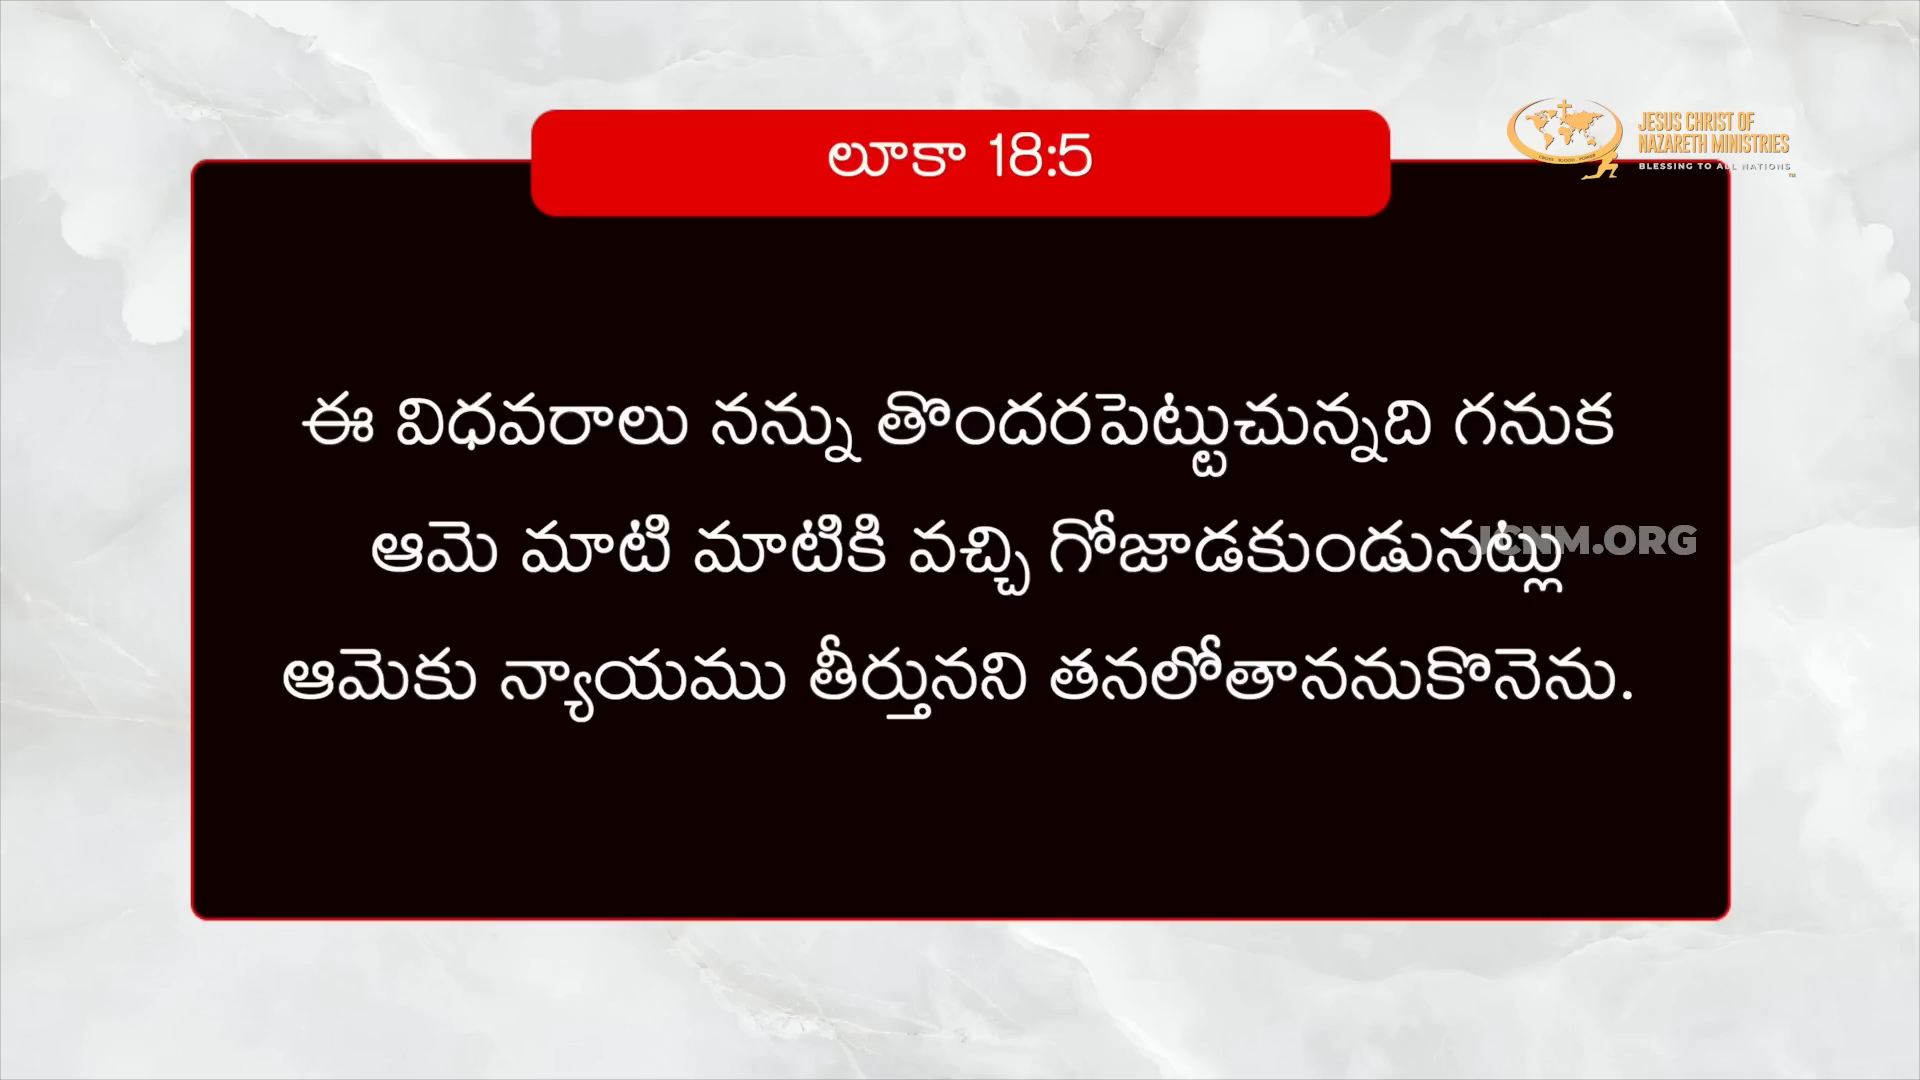 లూకా 18:5
JESUS CHRIST OF
NAZARETH MINISTRIES
BLESSING TO ALL NATIONS
ఈ విధవరాలు నన్ను తొందరపెట్టుచున్నది గనుక
ఆమె మాటి మాటికి వచ్చి గోజాడకుండునట్లు
JCNM.ORG
ఆమెకు న్యాయము తీర్తునని తనలోతాననుకొనెను.